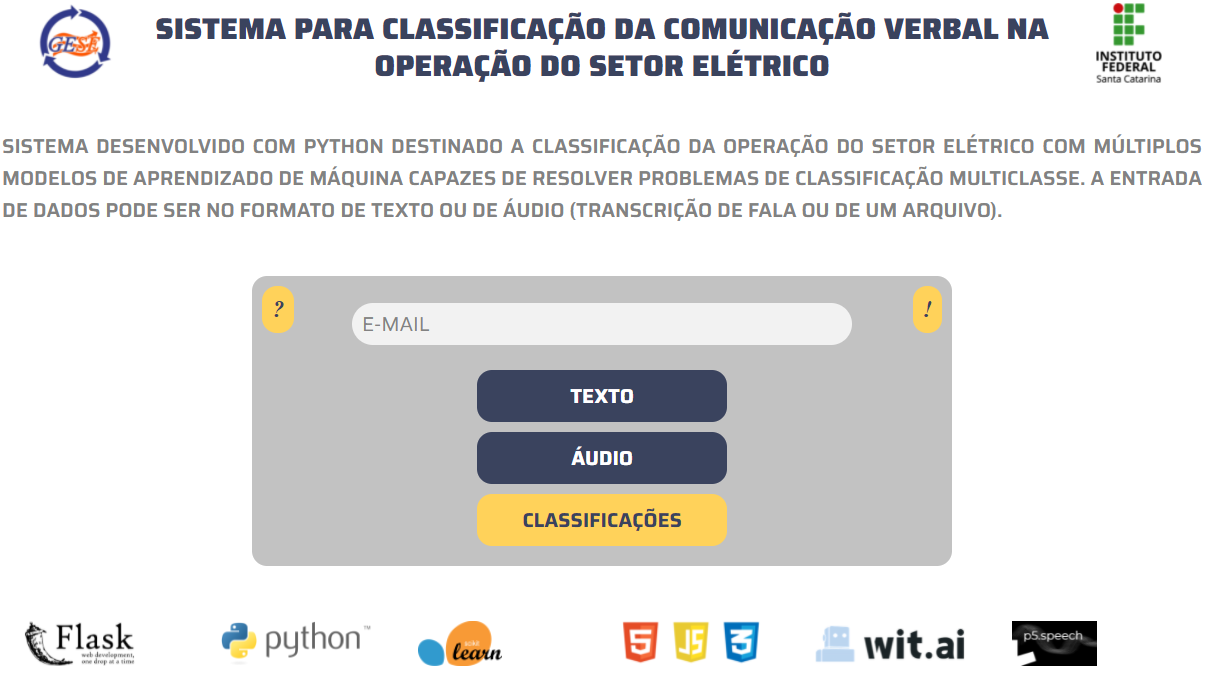 GESE
SISTEMA PARA CLASSIFICAÇÃO DA COMUNICAÇÃO VERBAL NA
OPERAÇÃO DO SETOR ELÉTRICO
INSTITUTO
FEDERAL
Santa Catarina
SISTEMA DESENVOLVIDO COM PYTHON DESTINADO A CLASSIFICAÇÃO DA OPERAÇÃO DO SETOR ELÉTRICO COM MÚLTIPLOS
MODELOS DE APRENDIZADO DE MÁQUINA CAPAZES DE RESOLVER PROBLEMAS DE CLASSIFICAÇÃO MULTICLASSE. A ENTRADA
DE DADOS PODE SER NO FORMATO DE TEXTO OU DE ÁUDIO (TRANSCRIÇÃO DE FALA OU DE UM ARQUIVO).
?
E-MAIL
!
TEXTO
ÁUDIO
CLASSIFICAÇÕES
Flask
web development,
one drop at a time
python™
scikit
learn
5
JS
3
wit.ai
p5.speech